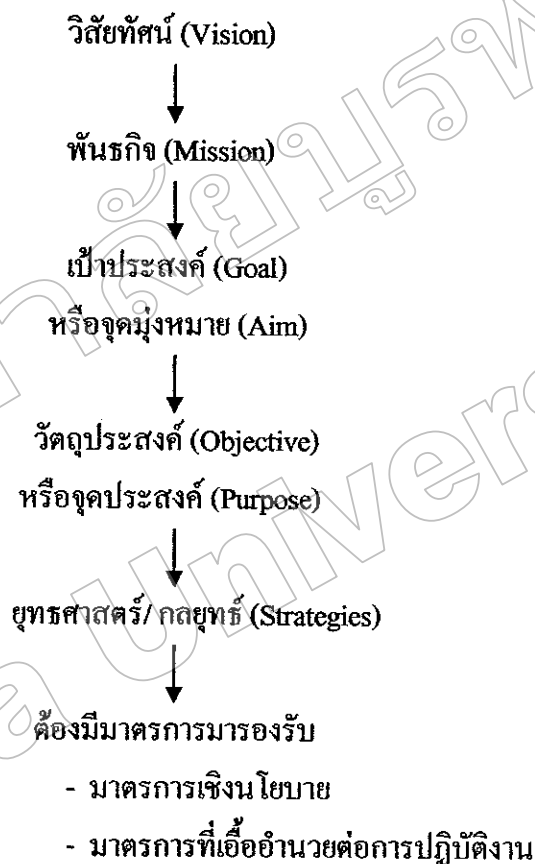 วิสัยทัศน์ (Vision)
พันธกิจ (Mission)
เป้าประสงค์ (Goal)
หรือจุดมุ่งหมาย (Aim)
วัตถุประสงค์ (Objective)
หรือจุดประสงค์ (Purpose)
ยุทธศาสตร์/ กลยุทธ์ (Strategies)
ต้องมีมาตรการมารองรับ
- มาตรการเชิงนโยบาย
- มาตรการที่เอื้ออำนวยต่อการปฏิบัติงาน